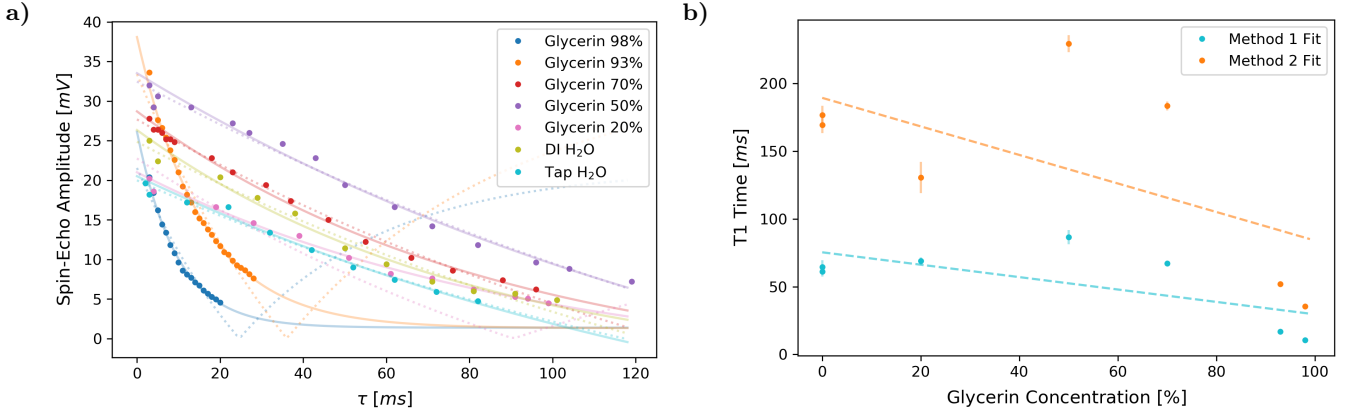 a)
40
35
30
25
20
15
10
5
0
Spin-Echo Amplitude [mV]
0
20
40
60
80
100
120
τ [ms]
Glycerin 98%
Glycerin 93%
Glycerin 70%
Glycerin 50%
Glycerin 20%
DI H₂O
Tap H₂O
b)
200
150
100
50
0
T1 Time [ms]
0
20
40
60
80
100
Glycerin Concentration [%]
Method 1 Fit
Method 2 Fit